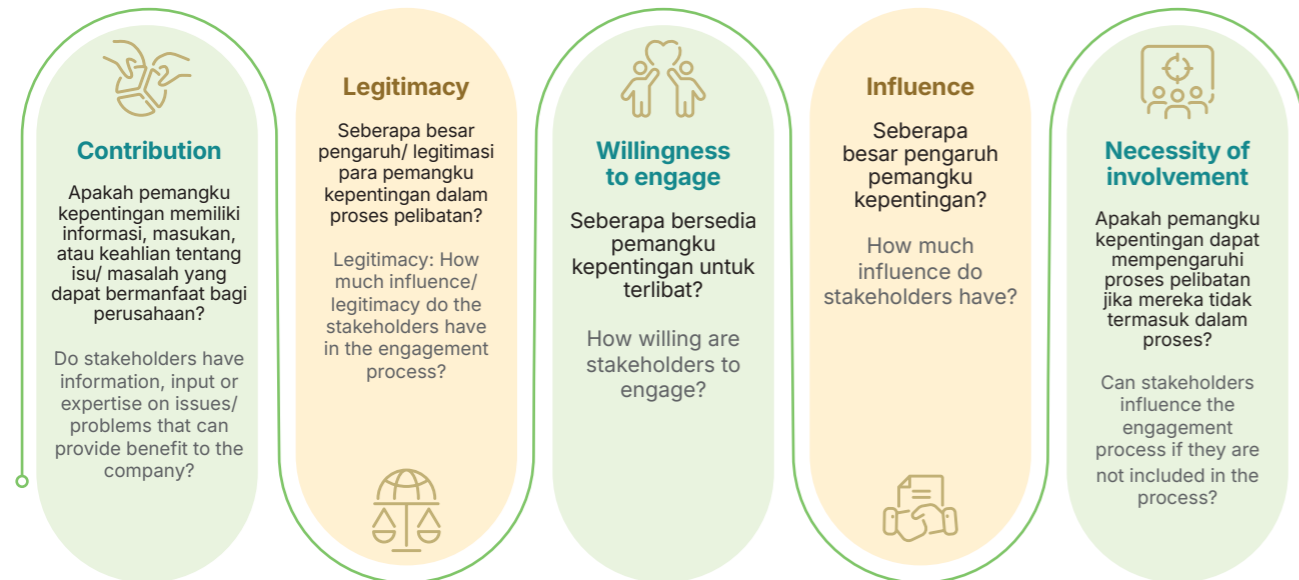 Contribution
Apakah pemangku
kepentingan memiliki
informasi, masukan,
atau keahlian tentang
isu/ masalah yang
dapat bermanfaat bagi
perusahaan?
Do stakeholders have
information, input or
expertise on issues/
problems that can
provide benefit to the
company?
Legitimacy
Seberapa besar
pengaruh/ legitimasi
para pemangku
kepentingan dalam
proses pelibatan?
Legitimacy: How
much influence/
legitimacy do the
stakeholders have
in the engagement
process?
Willingness
to engage
Seberapa bersedia
pemangku
kepentingan untuk
terlibat?
How willing are
stakeholders to
engage?
Influence
Seberapa
besar pengaruh
pemangku
kepentingan?
How much
influence do
stakeholders have?
Necessity of
involvement
Apakah pemangku
kepentingan dapat
mempengaruhi
proses pelibatan
jika mereka tidak
termasuk dalam
proses?
Can stakeholders
influence the
engagement
process if they are
not included in the
process?